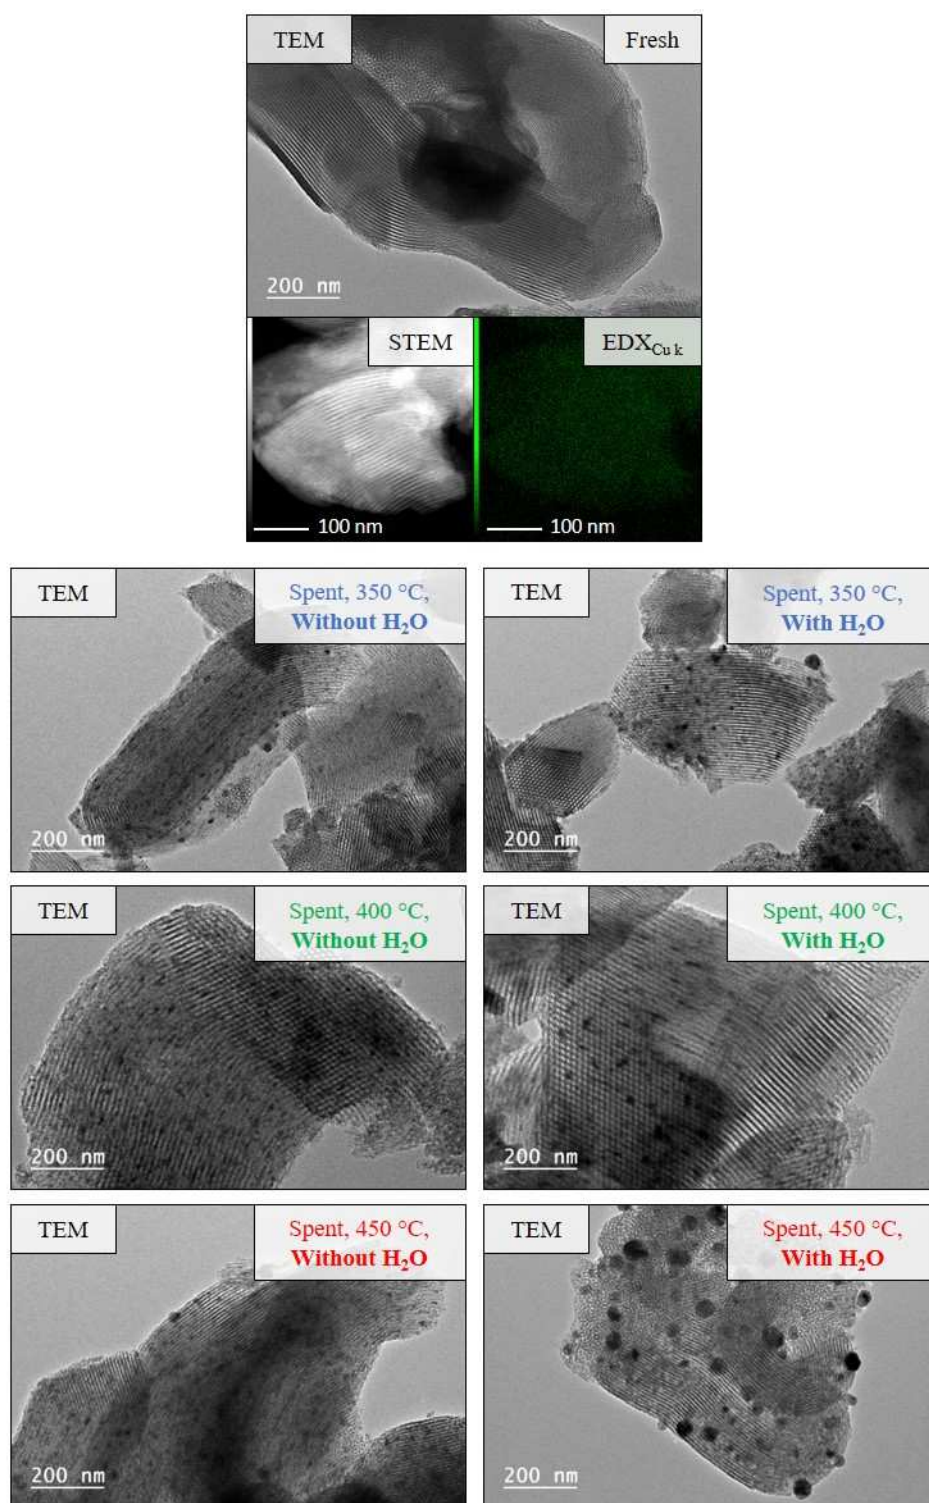 TEM
Fresh
200 nm
STEM
EDX Cu k
100 nm
100 nm
TEM
Spent, 350 °C,
Without H₂O
200 nm
TEM
Spent, 350 °C,
With H₂O
200 nm
TEM
Spent, 400 °C,
Without H₂O
200 nm
TEM
Spent, 400 °C,
With H₂O
200 nm
TEM
Spent, 450 °C,
Without H₂O
200 nm
TEM
Spent, 450 °C,
With H₂O
200 nm